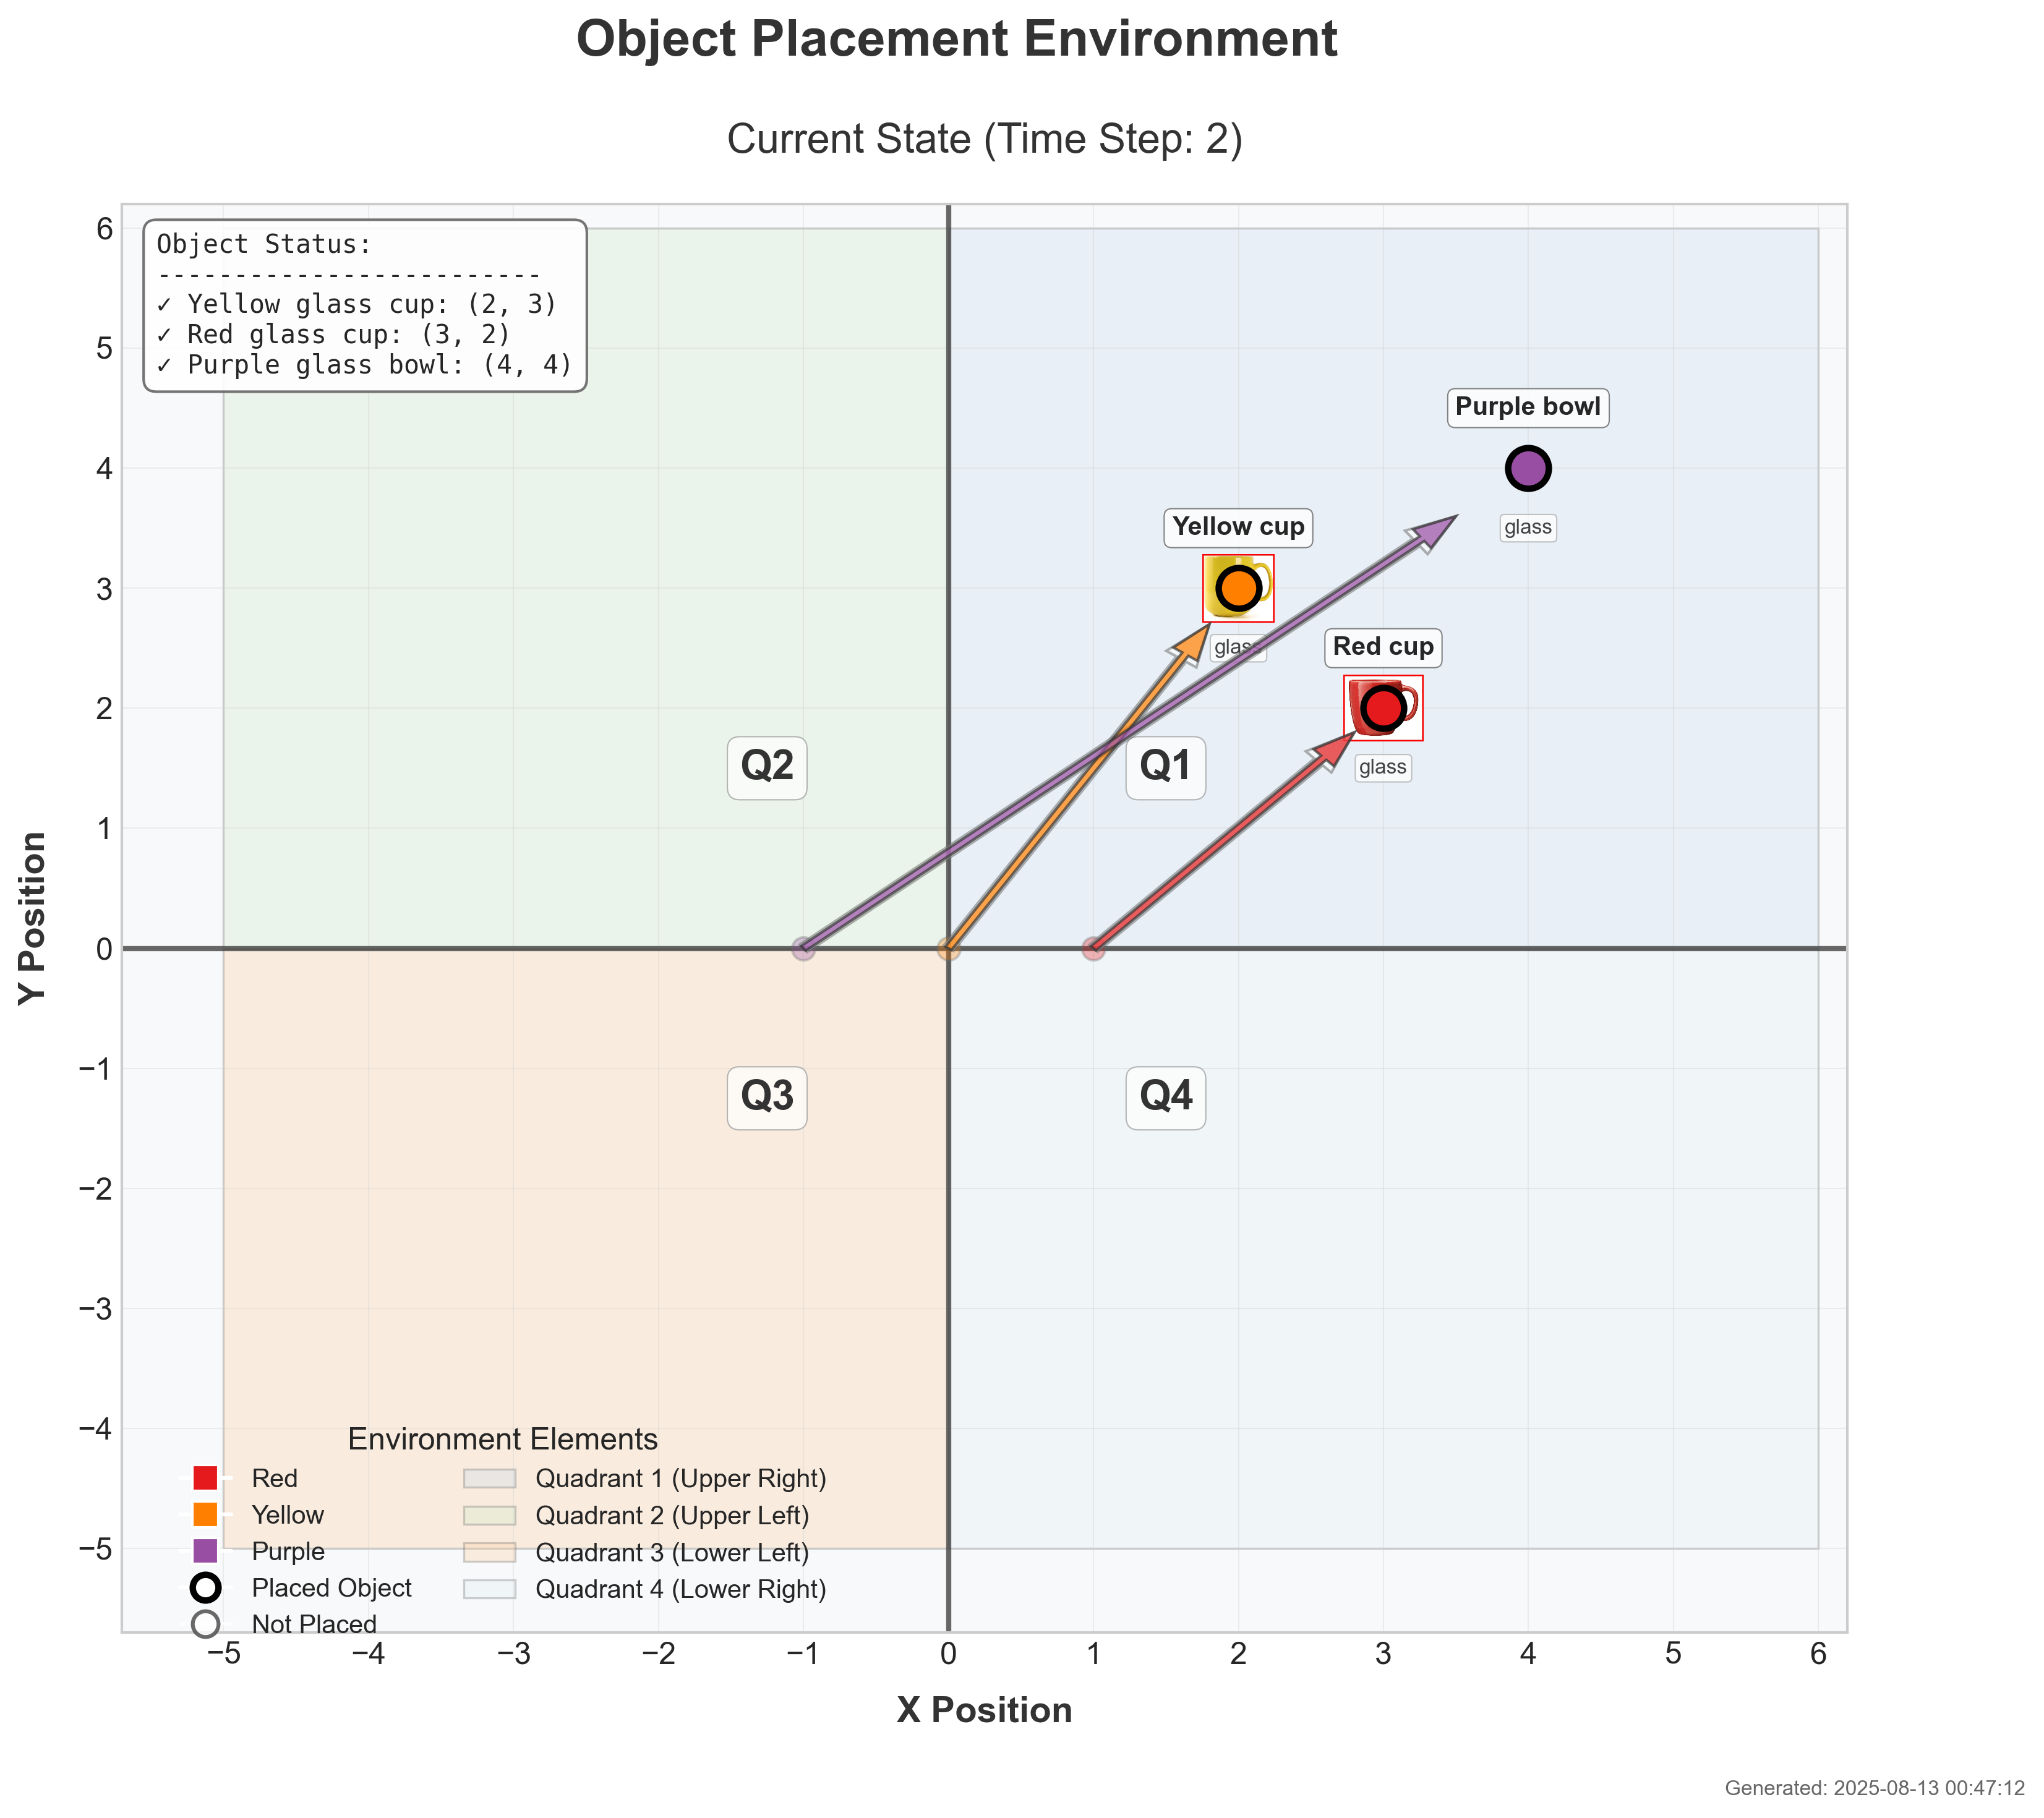 Object Placement Environment
Current State (Time Step: 2)
Object Status:
-------------------------
✓ Yellow glass cup: (2, 3)
✓ Red glass cup: (3, 2)
✓ Purple glass bowl: (4, 4)
Purple bowl
glass
Yellow cup
glass
Red cup
glass
Q2
Q1
Q3
Q4
6
5
4
3
2
1
0
−1
−2
−3
−4
−5
Y Position
Environment Elements
Red
Yellow
Purple
Placed Object
Not Placed
Quadrant 1 (Upper Right)
Quadrant 2 (Upper Left)
Quadrant 3 (Lower Left)
Quadrant 4 (Lower Right)
−5 −4 −3 −2 −1 0 1 2 3 4 5 6
X Position
Generated: 2025-08-13 00:47:12